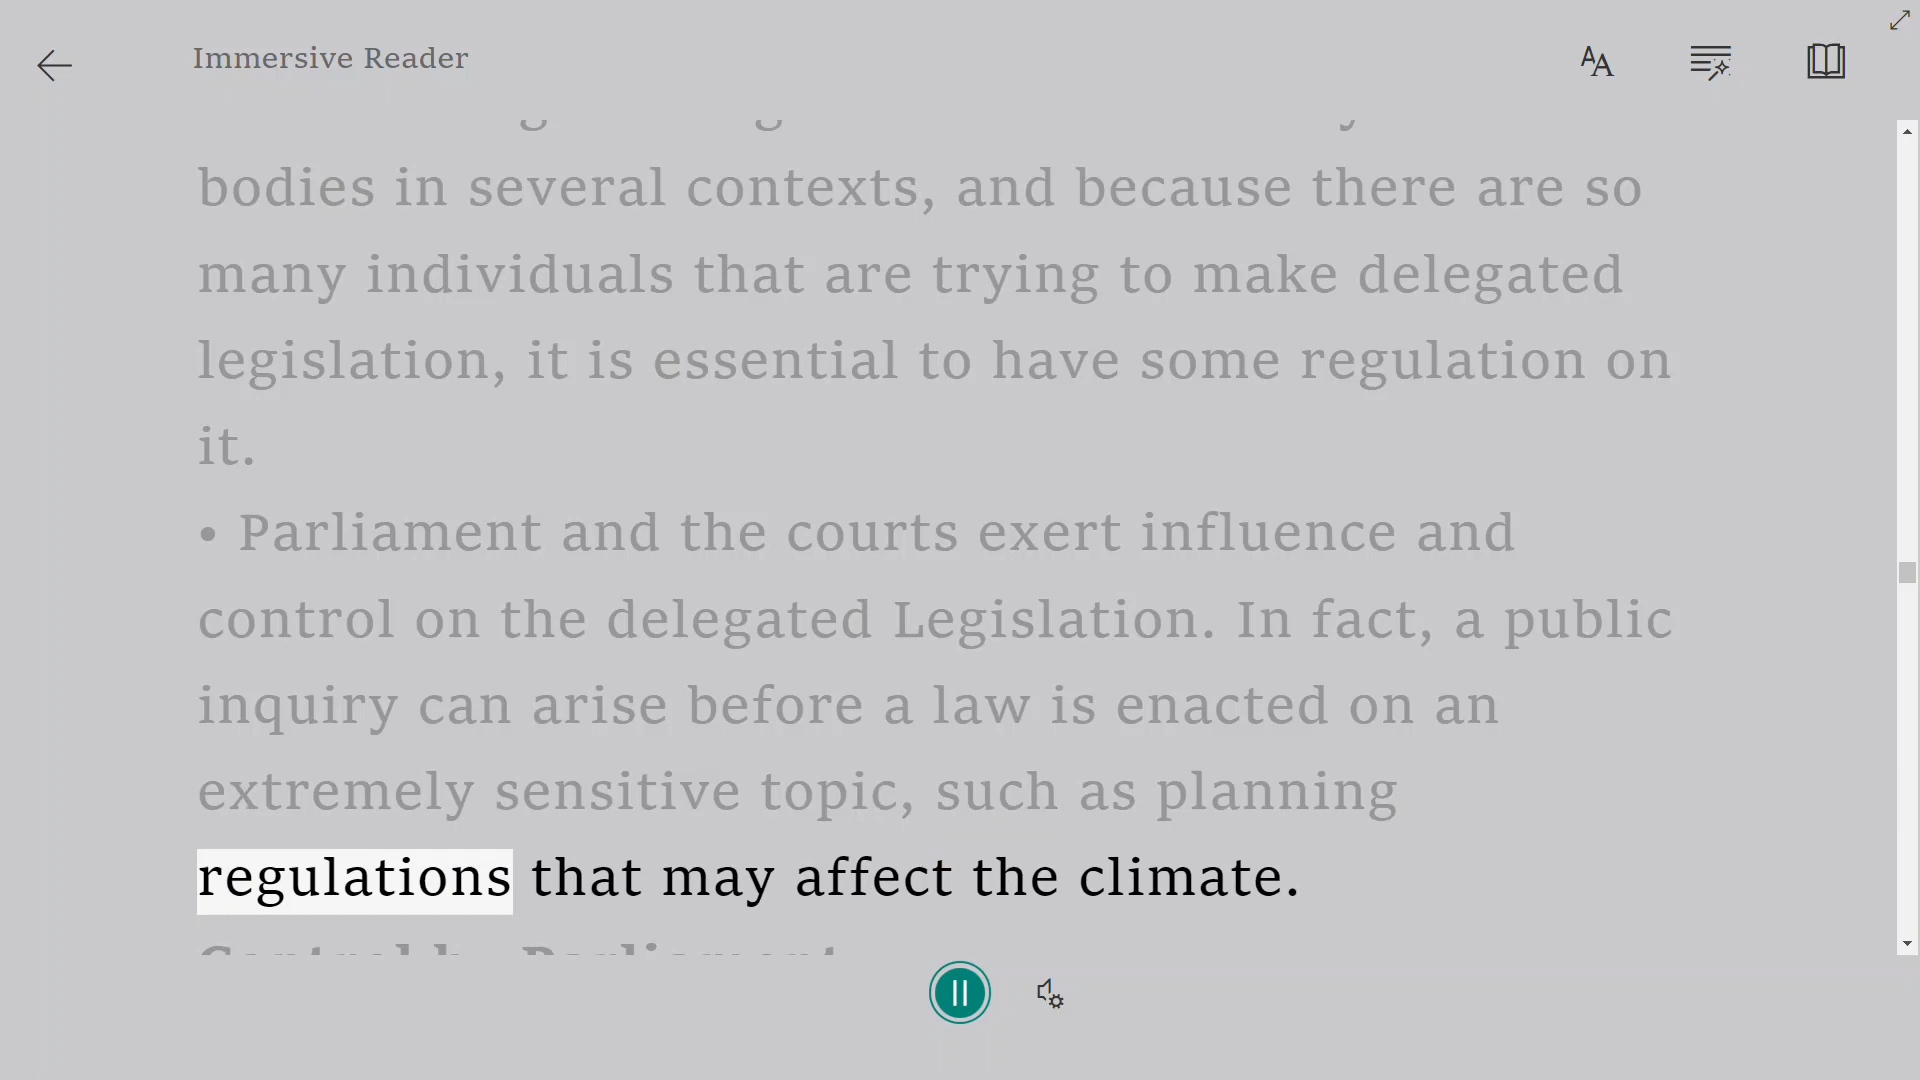 Immersive Reader
bodies in several contexts, and because there are so
many individuals that are trying to make delegated
legislation, it is essential to have some regulation on
it.
• Parliament and the courts exert influence and
control on the delegated Legislation. In fact, a public
inquiry can arise before a law is enacted on an
extremely sensitive topic, such as planning
regulations that may affect the climate.
Control by Parliament